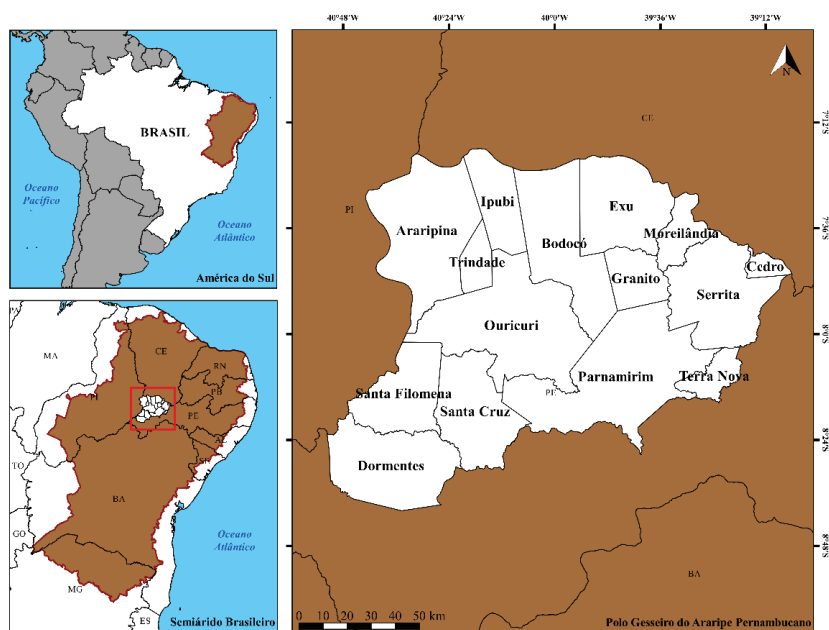 BRASIL
Oceano
Pacífico
Oceano
Atlântico
América do Sul
PA
MA
CE
RN
PB
PI
PE
AL
SE
TO
BA
GO
MG
ES
Oceano
Atlântico
Semiárido Brasileiro
40°48'W
40°24'W
40°0'W
39°36'W
39°12'W
N
CE
7°12'S
PI
Ipubi
Exu
Araripina
Moreilândia
7°36'S
Bodocó
Trindade
Granito
Cedro
Serrita
Ouricuri
8°0'S
Parnamirim
Terra Nova
PE
Santa Filomena
Santa Cruz
8°24'S
Dormentes
8°48'S
BA
0 10 20 30 40 50 km
Polo Gesseiro do Araripe Pernambucano